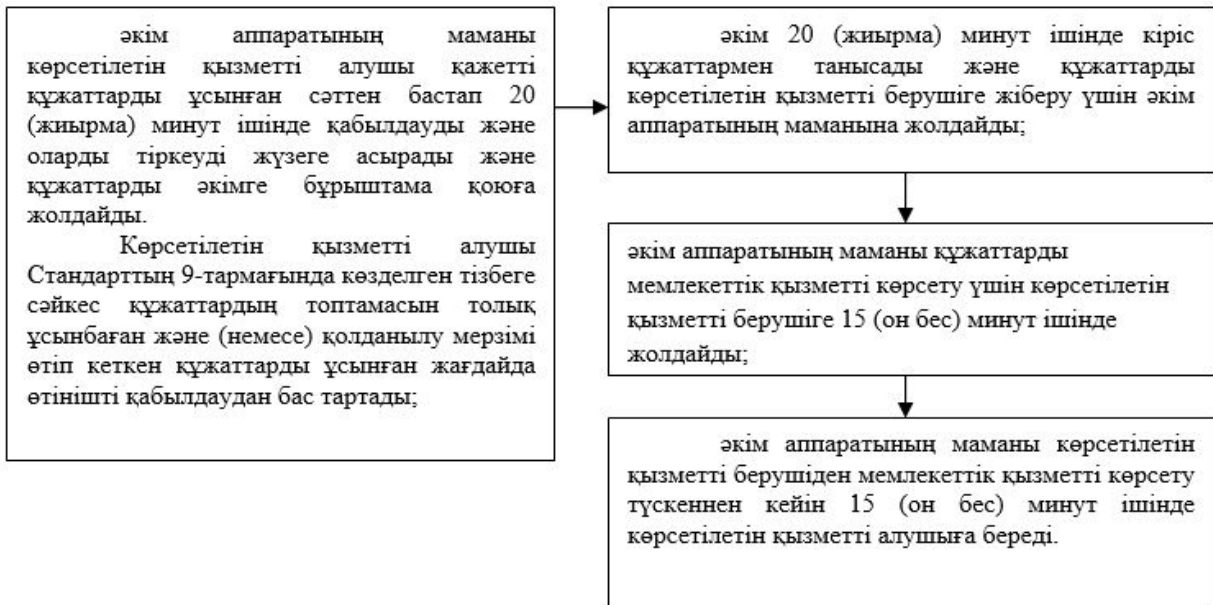 әкім аппаратының маманы
көрсетілетін қызметті алушы қажетті
құжаттарды ұсынған сәттен бастап 20
(жиырма) минут ішінде қабылдауды және
оларды тіркеуді жүзеге асырады және
құжаттарды әкімге бұрыштама қоюға
жолдайды.
Көрсетілетін қызметті алушы
Стандарттың 9-тармағында көзделген тізбеге
сәйкес құжаттардың топтамасын толық
ұсынбаған және (немесе) қолданылу мерзімі
өтіп кеткен құжаттарды ұсынған жағдайда
өтінішті қабылдаудан бас тартады;
әкім 20 (жиырма) минут ішінде кіріс
құжаттармен танысады және құжаттарды
көрсетілетін қызметті берушіге жіберу үшін әкім
аппаратының маманына жолдайды;
әкім аппаратының маманы құжаттарды
мемлекеттік қызметті көрсету үшін көрсетілетін
қызметті берушіге 15 (он бес) минут ішінде
жолдайды;
әкім аппаратының маманы көрсетілетін
қызметті берушіден мемлекеттік қызметті көрсету
түскеннен кейін 15 (он бес) минут ішінде
көрсетілетін қызметті алушыға береді.